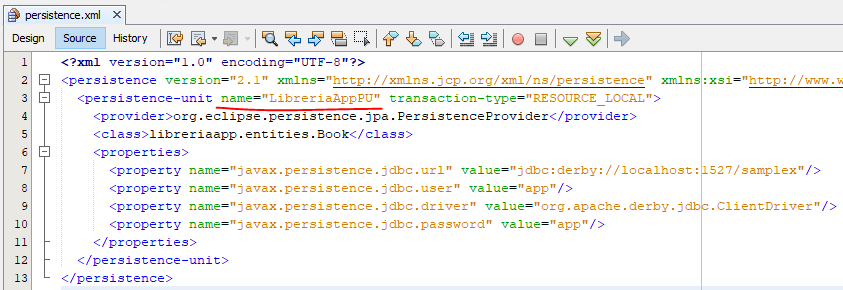 persistence.xml
Design Source History
1 <?xml version="1.0" encoding="UTF-8"?>
2 <persistence version="2.1" xmlns="http://xmlns.jcp.org/xml/ns/persistence" xmlns:xsi="http://www.w
3 <persistence-unit name="LibreriaAppPU" transaction-type="RESOURCE_LOCAL">
4 <provider>org.eclipse.persistence.jpa.PersistenceProvider</provider>
5 <class>libreriaapp.entities.Book</class>
6 <properties>
7 <property name="javax.persistence.jdbc.url" value="jdbc:derby://localhost:1527/samplex"/>
8 <property name="javax.persistence.jdbc.user" value="app"/>
9 <property name="javax.persistence.jdbc.driver" value="org.apache.derby.jdbc.ClientDriver"/>
10 <property name="javax.persistence.jdbc.password" value="app"/>
11 </properties>
12 </persistence-unit>
13 </persistence>